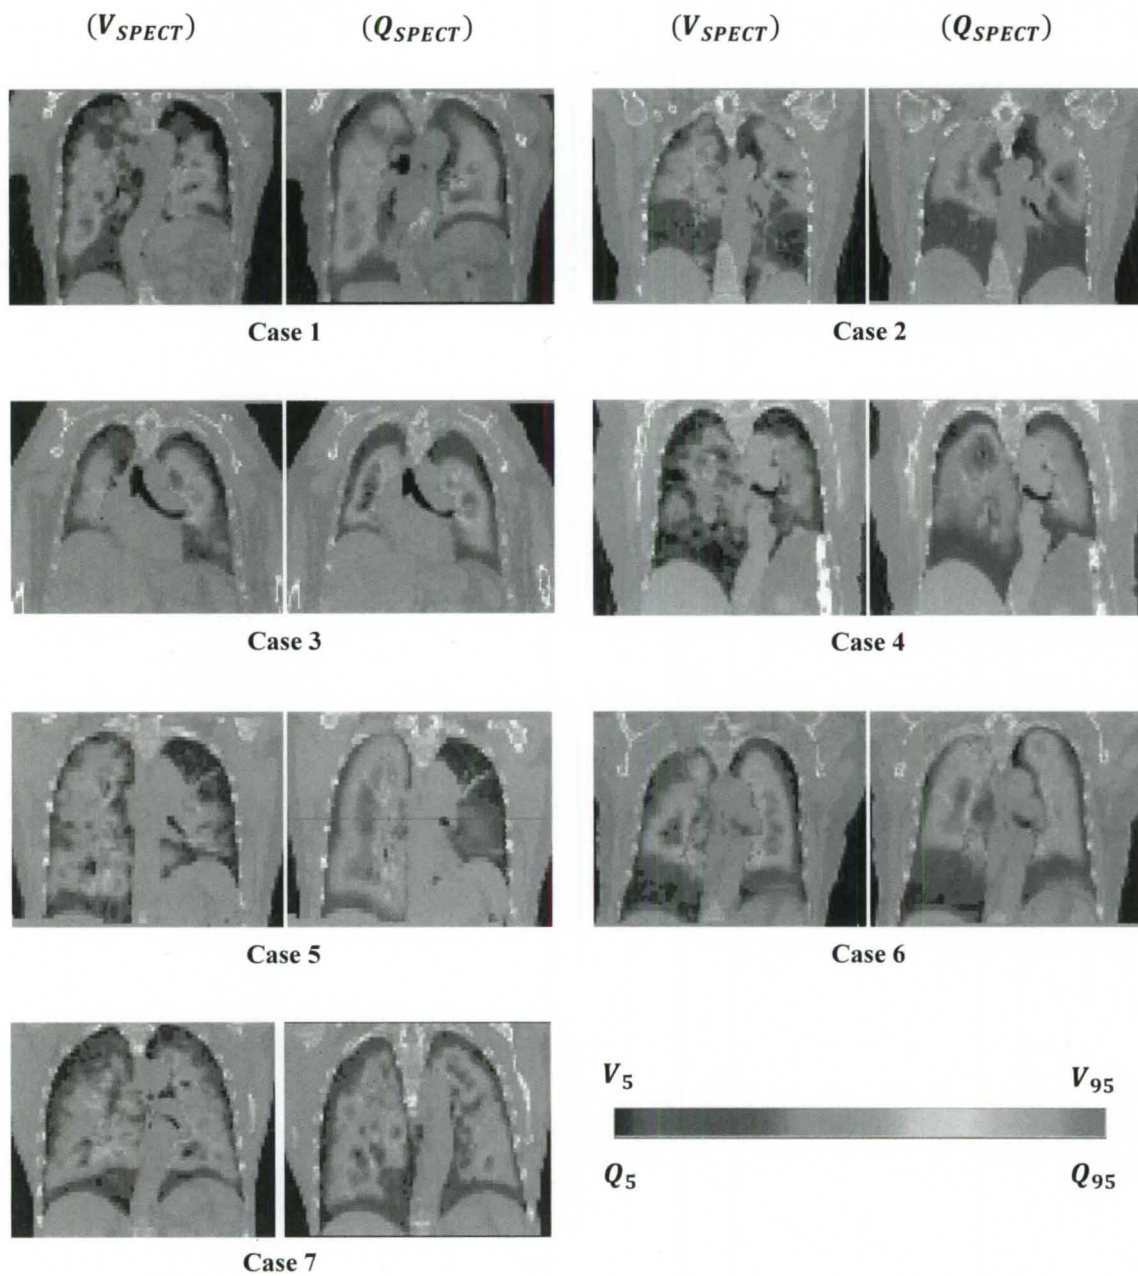 (V_SPECT) (Q_SPECT) (V_SPECT) (Q_SPECT)
Case 1 Case 2
Case 3 Case 4
Case 5 Case 6
V_5 V_95
Q_5 Q_95
Case 7